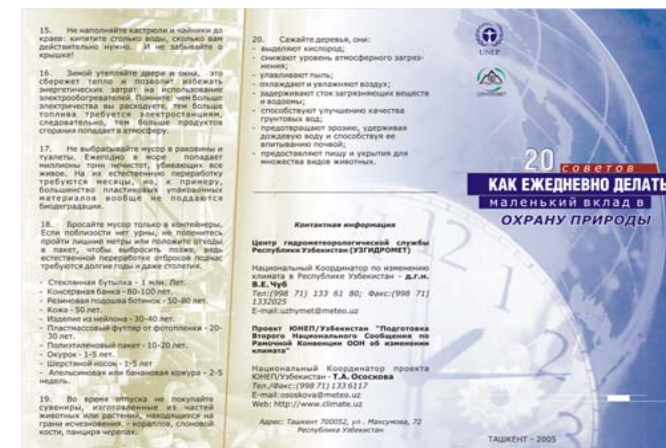 15. Не наполняйте кастрюли и чайники до
краев: кипятите столько воды, сколько вам
действительно нужно. И не забывайте о
крышке!
16. Зимой утепляйте двери и окна, это
сбережет тепло и позволит избежать
энергетических затрат на использование
электрообогревателей. Помните: чем больше
электричества вы расходуете, тем больше
топлива требуется электростанциям,
следовательно, тем больше продуктов
сгорания попадает в атмосферу.
17. Не выбрасывайте мусор в раковины и
туалеты. Ежегодно в море попадает
миллионы тонн нечистот, убивающих все
живое. На их естественную переработку
требуются месяцы, но, к примеру,
большинство пластиковых упаковочных
материалов вообще не поддаются
биодеградации.
18. Бросайте мусор только в контейнеры.
Если поблизости нет урны, не поленитесь
пройти лишние метры или положите отходы
в пакет, чтобы выбросить позже, ведь
естественной переработке отбросов подчас
требуются долгие годы и даже столетия.
- Стеклянная бутылка - 1 млн. Лет.
- Консервная банка - 80-100 лет.
- Резиновая подошва ботинок - 50-80 лет.
- Кожа - 50 лет.
- Изделие из нейлона - 30-40 лет.
- Пластмассовый футляр от фотопленки - 20-
30 лет.
- Полиэтиленовый пакет - 10-20 лет.
- Окурок - 1-5 лет.
- Шерстяной носок - 1-5 лет
- Апельсиновая или банановая кожура - 2-5
недель.
19. Во время отпуска не покупайте
сувениры, изготовленные из частей
животных или растений, находящихся на
грани исчезновения, - кораллов, слоновой
кости, панциря черепах.
20. Сажайте деревья, они:
- выделяют кислород;
- снижают уровень атмосферного загряз-
нения;
- улавливают пыль;
- охлаждают и увлажняют воздух;
- задерживают сток загрязняющих веществ
и водоемы;
- способствуют улучшению качества
грунтовых вод;
- предотвращают эрозию, удерживая
дождевую воду и способствуя ее
впитыванию почвой;
- предоставляют пищу и укрытия для
множества видов животных.
Контактная информация
Центр гидрометеорологической службы
Республики Узбекистан (УЗГИДРОМЕТ)
Национальный Координатор по изменению
климата в Республике Узбекистан - д.г.н.
В.Е. Чуб
Тел:(998 71) 133 61 80; Факс:(998 71)
1332025
E-mail:uzhymet@meteo.uz
Проект ЮНЕП/Узбекистан "Подготовка
Второго Национального Сообщения по
Рамочной Конвенции ООН об изменении
климата"
Национальный Координатор проекта
ЮНЕП/Узбекистан - Т.А. Ососкова
Тел./Факс:(998 71) 133 6117
E-mail:ososkova@meteo.uz
Web: http://www.climate.uz
Адрес: Ташкент 700052, ул. Максумова, 72
Республика Узбекистан
UNEP
20 советов
КАК ЕЖЕДНЕВНО ДЕЛАТЬ
маленький вклад в
ОХРАНУ ПРИРОДЫ
ТАШКЕНТ - 2005